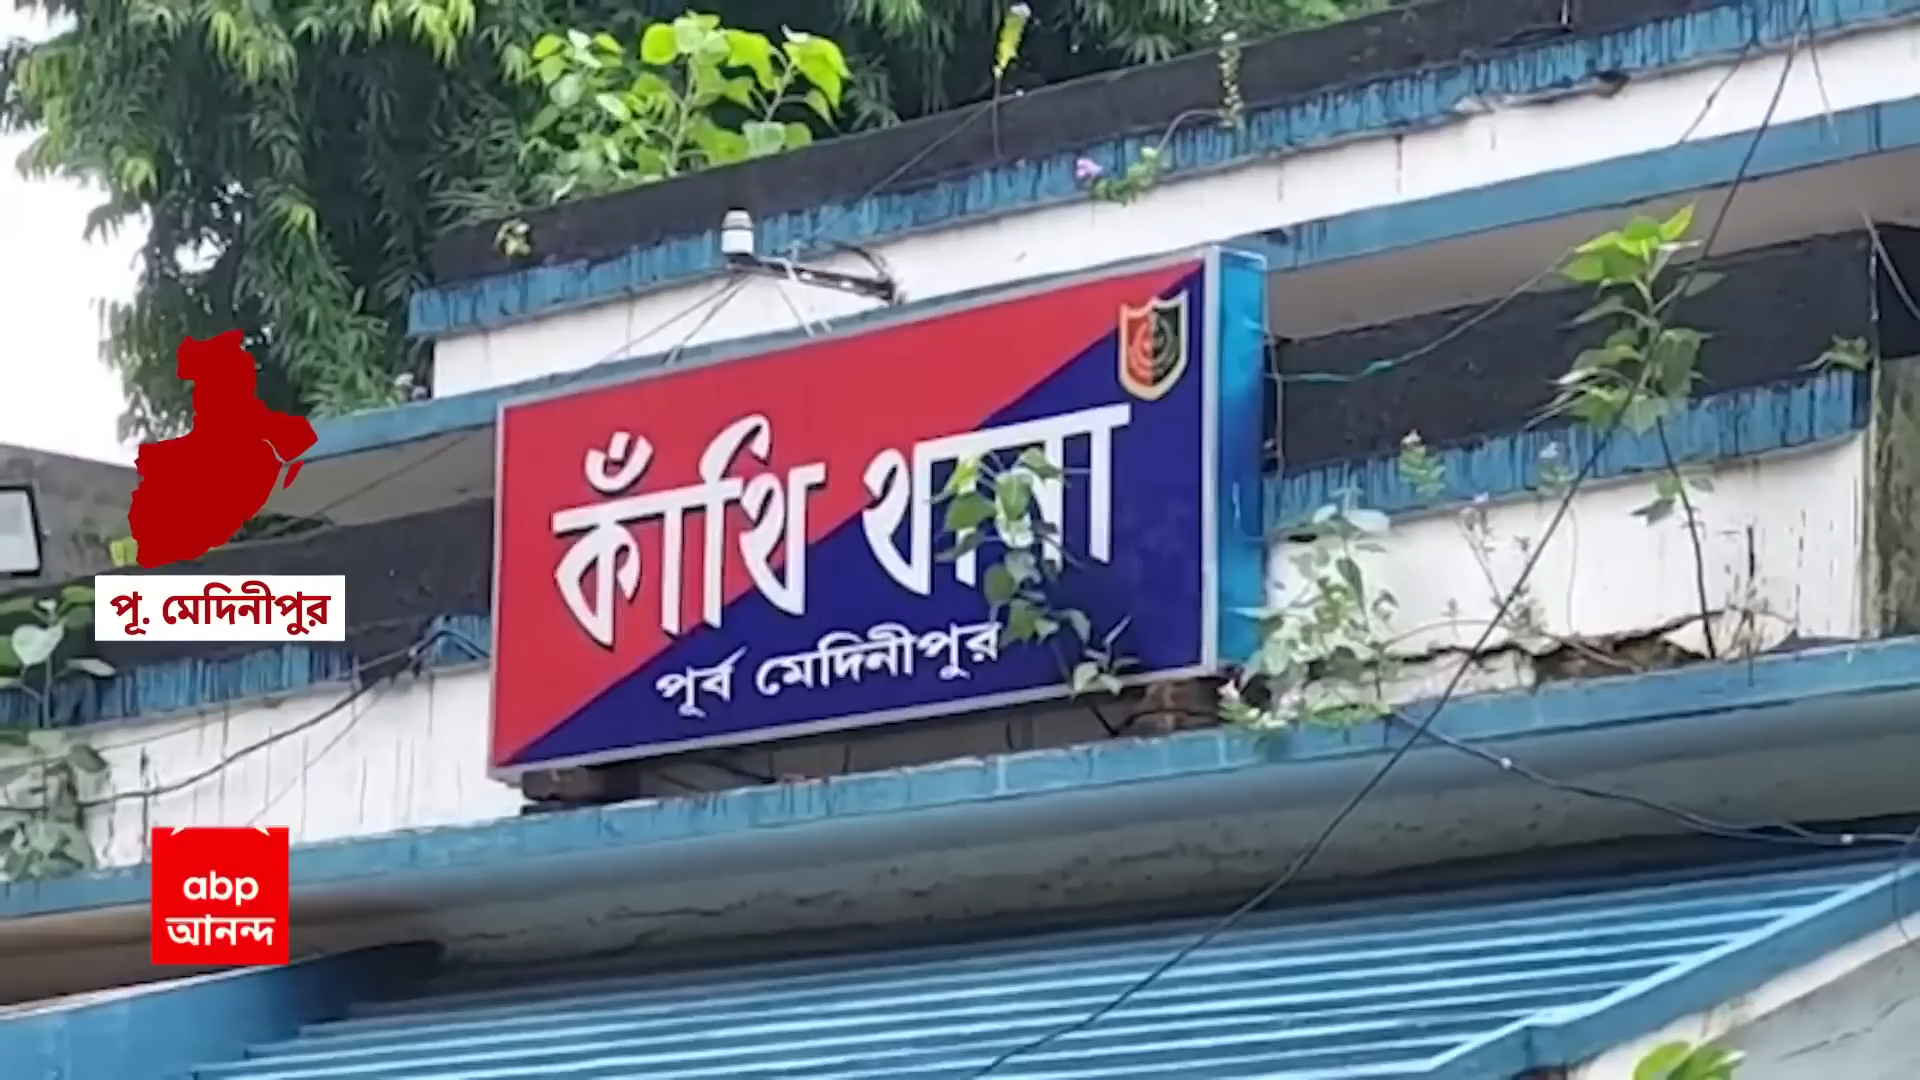 কাঁথি থানা
পূর্ব মেদিনীপুর
পূ. মেদিনীপুর
abp
আনন্দ